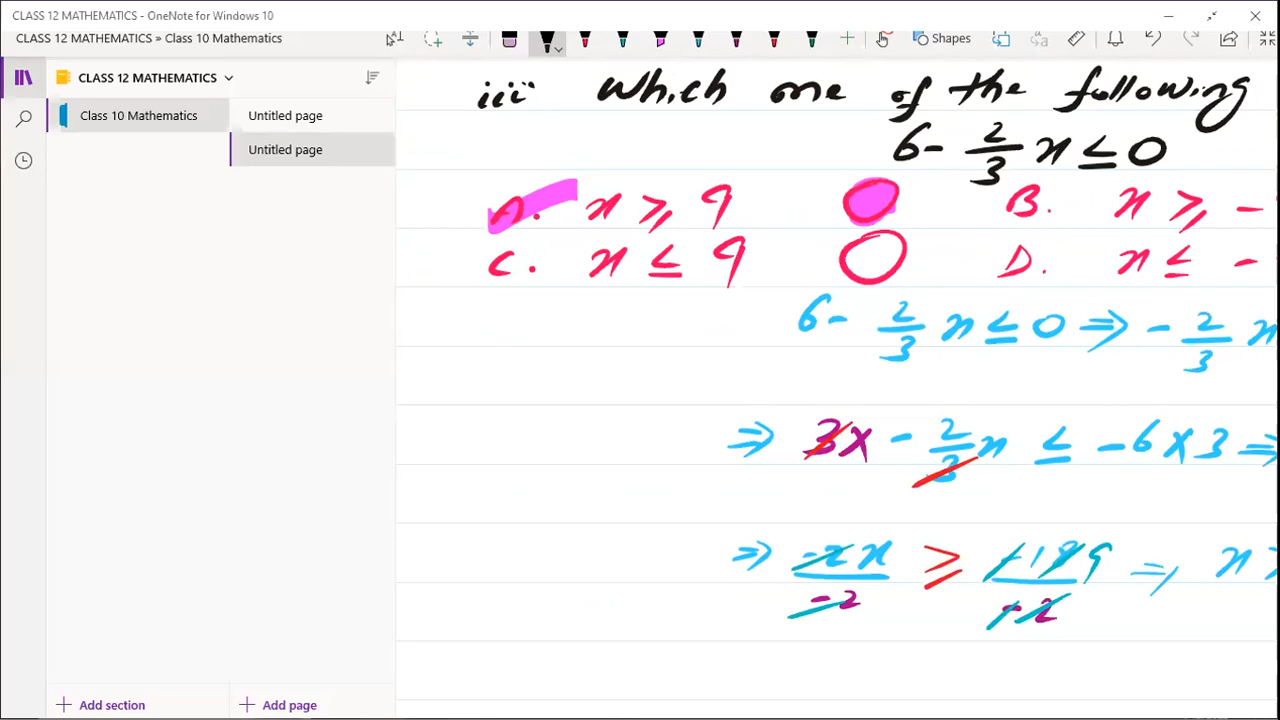 CLASS 12 MATHEMATICS - OneNote for Windows 10
CLASS 12 MATHEMATICS » Class 10 Mathematics
Shapes
CLASS 12 MATHEMATICS
Class 10 Mathematics
Untitled page
Untitled page
Add section
Add page
iii Which one of the following
6 - 2/3 x ≤ 0
A. x ≥ 9 B. x ≥ -
C. x ≤ 9 D. x ≤ -
6 - 2/3 x ≤ 0 ⇒ - 2/3 x
⇒ 3 x - 2/3 x ≤ -6 x 3 ⇒
⇒ -2x/-2 ≥ -18 9/-2 ⇒ x